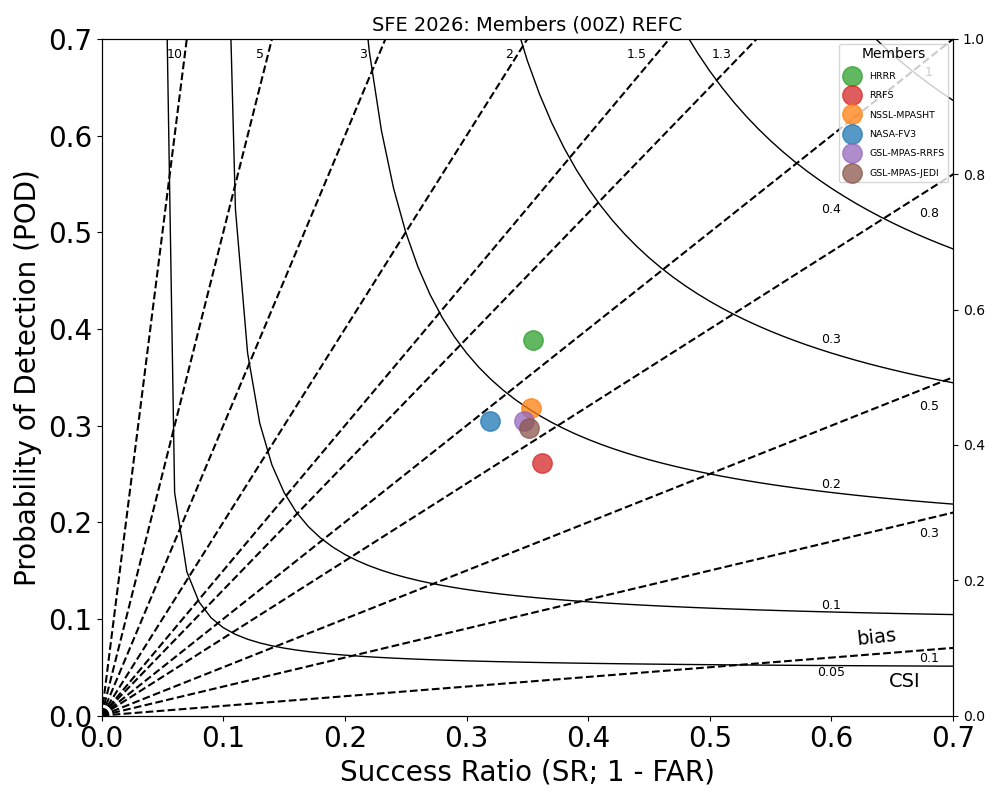 SFE 2026: Members (00Z) REFC
0.7
0.6
0.5
0.4
0.3
0.2
0.1
0.0
Probability of Detection (POD)
10
5
3
2
1.5
1.3
1
0.8
0.5
0.3
0.1
0.4
0.3
0.2
0.1
0.05
bias
CSI
Members
HRRR
RRFS
NSSL-MPASHT
NASA-FV3
GSL-MPAS-RRFS
GSL-MPAS-JEDI
1.0
0.8
0.6
0.4
0.2
0.0
0.0 0.1 0.2 0.3 0.4 0.5 0.6 0.7
Success Ratio (SR; 1 - FAR)